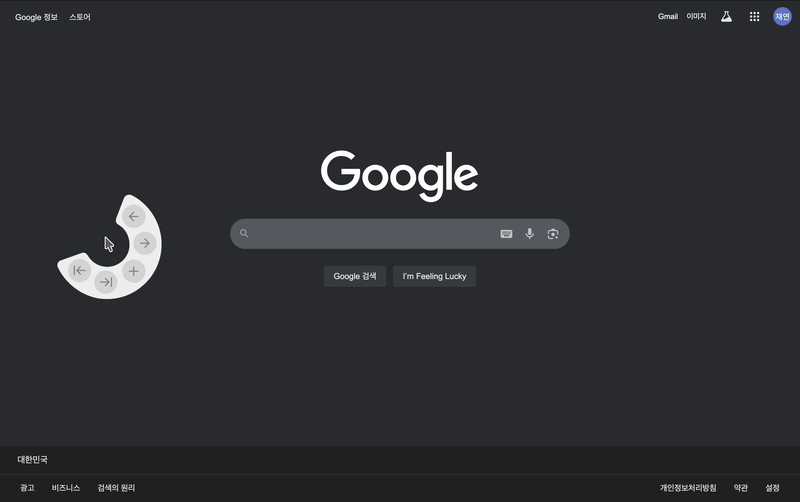 Google 정보 스토어
Gmail 이미지 재연
Google
Google 검색 I'm Feeling Lucky
대한민국
광고 비즈니스 검색의 원리 개인정보처리방침 약관 설정